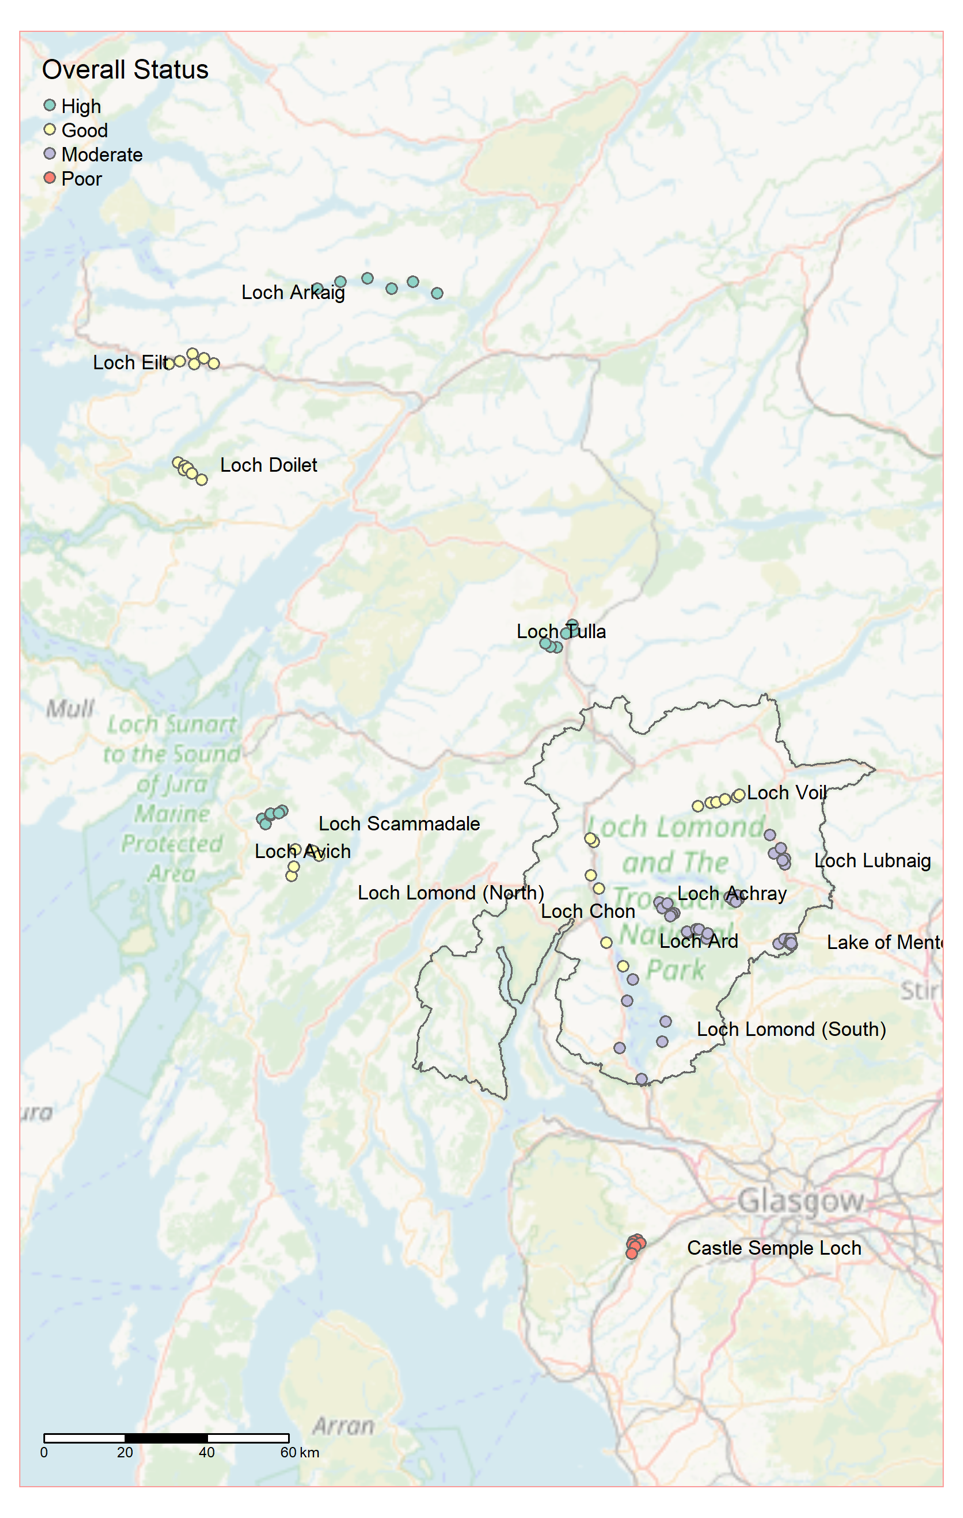 Overall Status
High
Good
Moderate
Poor
Loch Arkaig
Loch Eilt
Loch Doilet
Loch Tulla
Mull
Loch Sunart
to the Sound
of Jura
Marine
Protected
Area
Loch Voil
Loch Scammadale
Loch Lomond
and The
Trossachs
National
Park
Loch Avich
Loch Lubnaig
Loch Lomond (North)
Loch Achray
Loch Chon
Loch Ard
Lake of Mente
Stirl
Loch Lomond (South)
ura
Glasgow
Castle Semple Loch
Arran
0 20 40 60 km